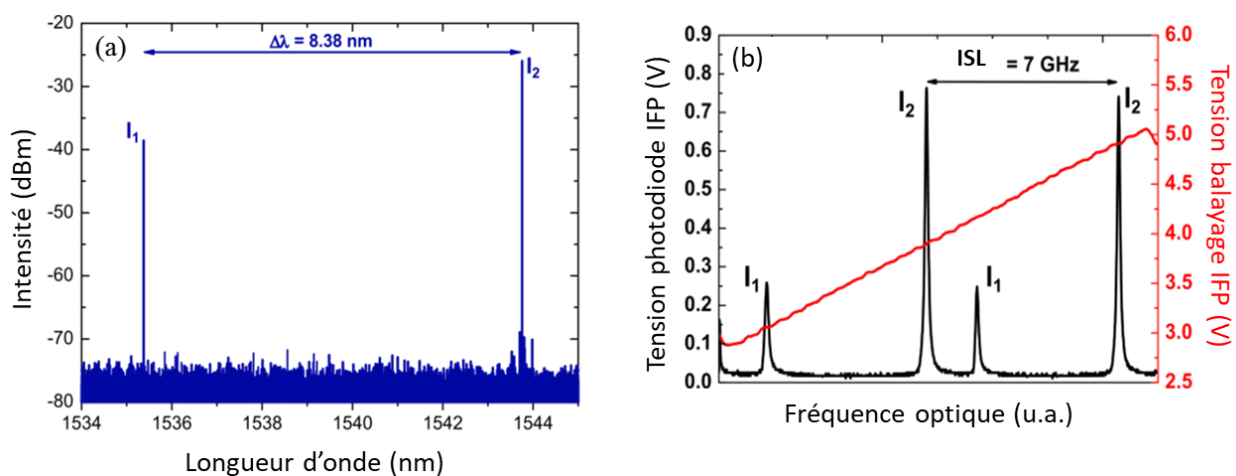 (a)
Δλ = 8.38 nm
I1
I2
Intensité (dBm)
-20
-30
-40
-50
-60
-70
-80
1534
1536
1538
1540
1542
1544
Longueur d'onde (nm)
(b)
ISL = 7 GHz
I2
I2
I1
I1
Tension photodiode IFP (V)
0.9
0.8
0.7
0.6
0.5
0.4
0.3
0.2
0.1
0.0
Fréquence optique (u.a.)
6.0
5.5
5.0
4.5
4.0
3.5
3.0
2.5
Tension balayage IFP (V)